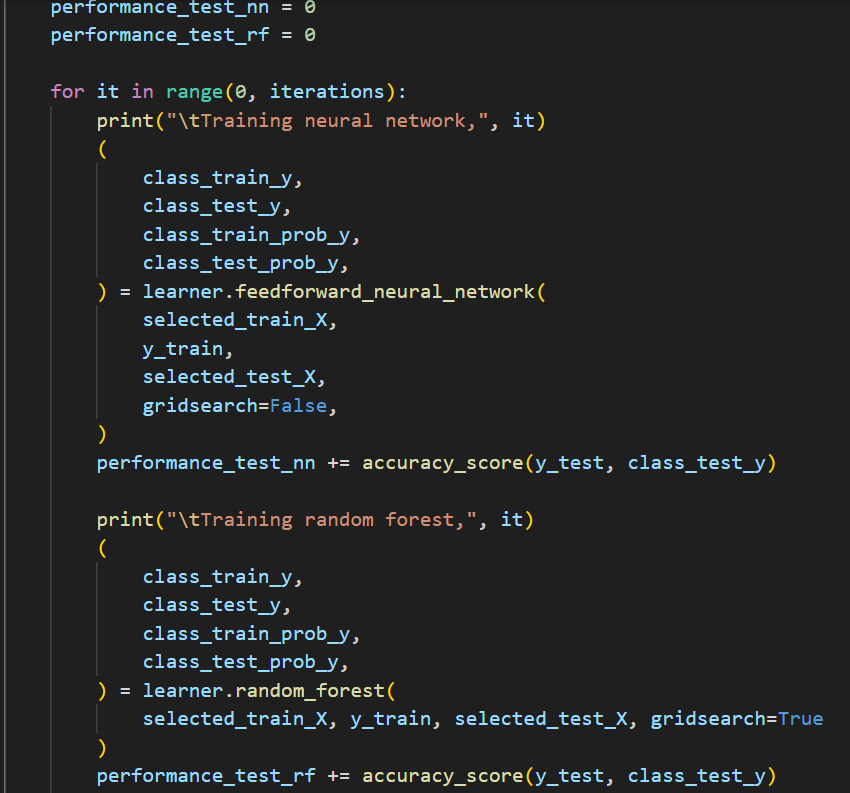 performance_test_nn = 0
performance_test_rf = 0
for it in range(0, iterations):
print("\tTraining neural network,", it)
(
class_train_y,
class_test_y,
class_train_prob_y,
class_test_prob_y,
) = learner.feedforward_neural_network(
selected_train_X,
y_train,
selected_test_X,
gridsearch=False,
)
performance_test_nn += accuracy_score(y_test, class_test_y)
print("\tTraining random forest,", it)
(
class_train_y,
class_test_y,
class_train_prob_y,
class_test_prob_y,
) = learner.random_forest(
selected_train_X, y_train, selected_test_X, gridsearch=True
)
performance_test_rf += accuracy_score(y_test, class_test_y)